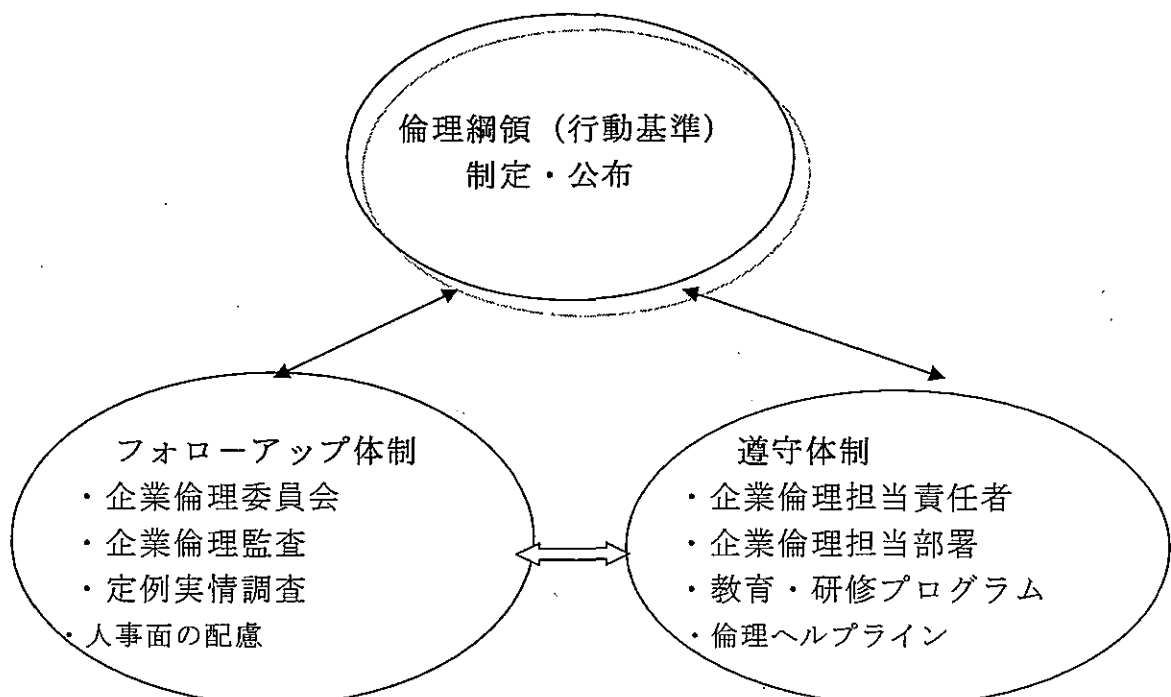 倫理綱領（行動基準）
制定・公布
フォローアップ体制
・企業倫理委員会
・企業倫理監査
・定例実情調査
・人事面の配慮
遵守体制
・企業倫理担当責任者
・企業倫理担当部署
・教育・研修プログラム
・倫理ヘルプライン